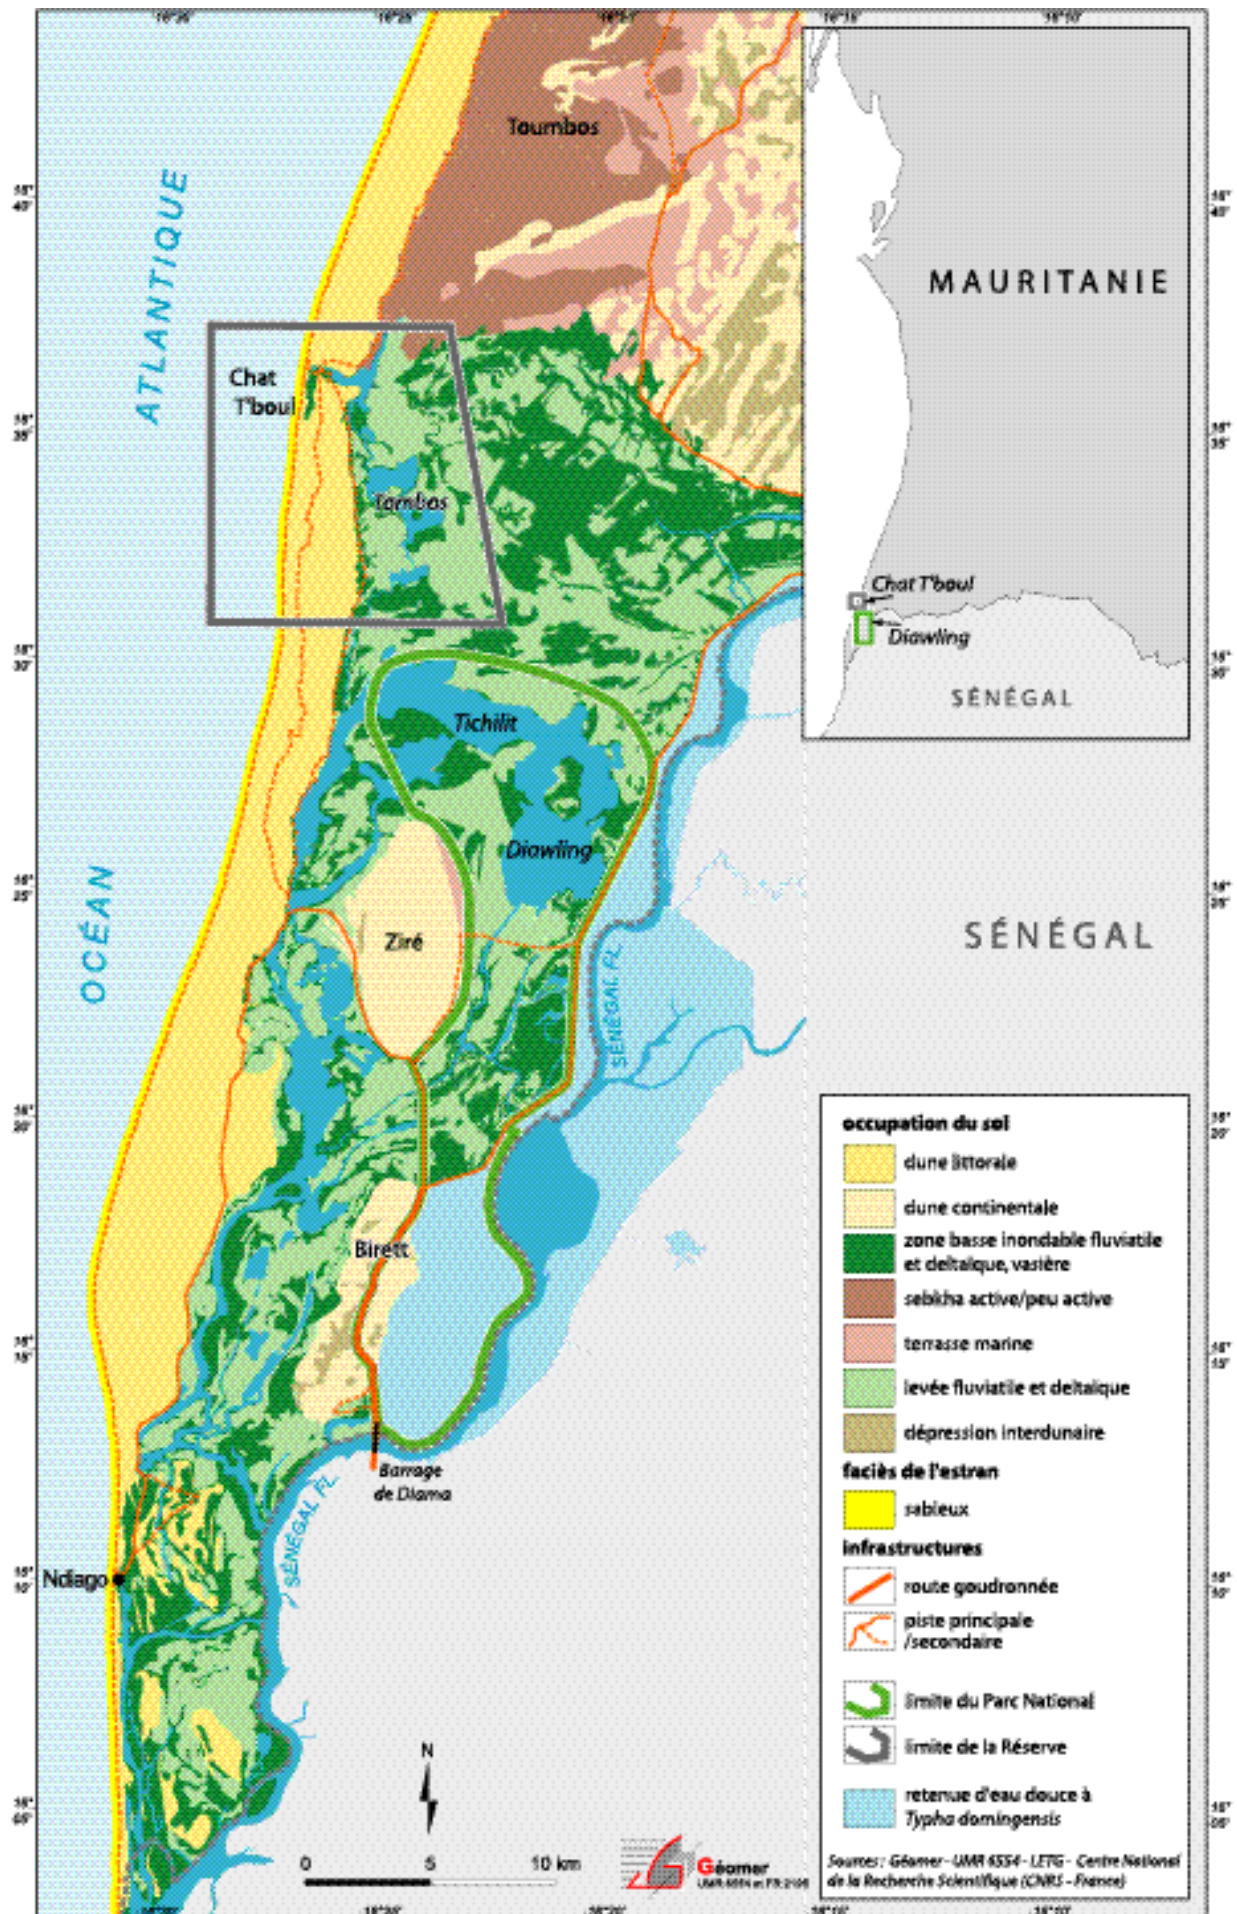 Toumbos
ATLANTIQUE
OCÉAN
MAURITANIE
Chat T'boul
Diawling
SÉNÉGAL
Chat
T'boul
Tambos
Tichilit
Diawling
Ziré
SÉNÉGAL
SÉNÉGAL FL.
Birett
Barrage
de Diama
SÉNÉGAL FL.
Ndiago
N
0 5 10 km
Géomer
occupation du sol
dune littorale
dune continentale
zone basse inondable fluviatile
et deltaïque, vasière
sebkha active/peu active
terrasse marine
levée fluviatile et deltaïque
dépression interdunaire
faciès de l'estran
sableux
infrastructures
route goudronnée
piste principale
/secondaire
limite du Parc National
limite de la Réserve
retenue d'eau douce à
Typha domingensis
Sources : Géomer - UMR 6554 - LETG - Centre National
de la Recherche Scientifique (CNRS - France)